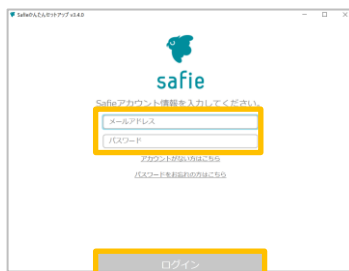 Safieかんたんセットアップ v3.4.0
safie
Safieアカウント情報を入力してください。
メールアドレス
パスワード
アカウントがない方はこちら
パスワードをお忘れの方はこちら
ログイン